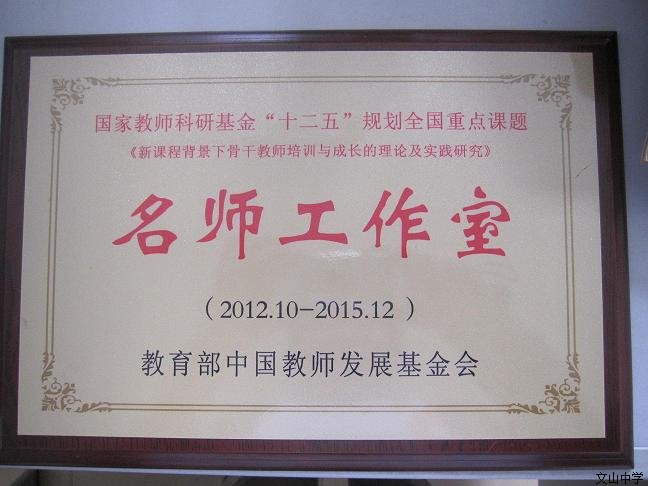 国家教师科研基金“十二五”规划全国重点课题
《新课程背景下骨干教师培训与成长的理论及实践研究》
名师工作室
（2012.10-2015.12）
教育部中国教师发展基金会
文山中学